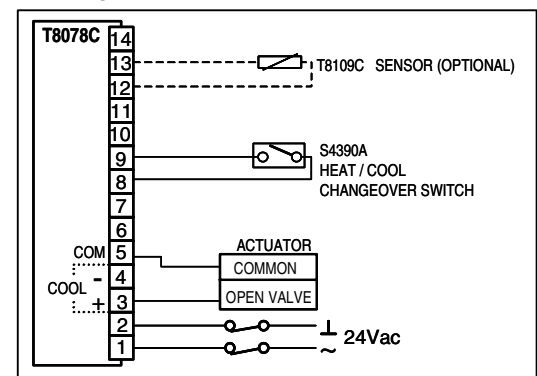 T8078C
14
13
T8109C SENSOR (OPTIONAL)
12
11
10
9
S4390A
HEAT / COOL
CHANGEOVER SWITCH
8
7
6
COM 5
ACTUATOR
COMMON
OPEN VALVE
COOL
- 4
+ 3
2
1
⊥
~
24Vac